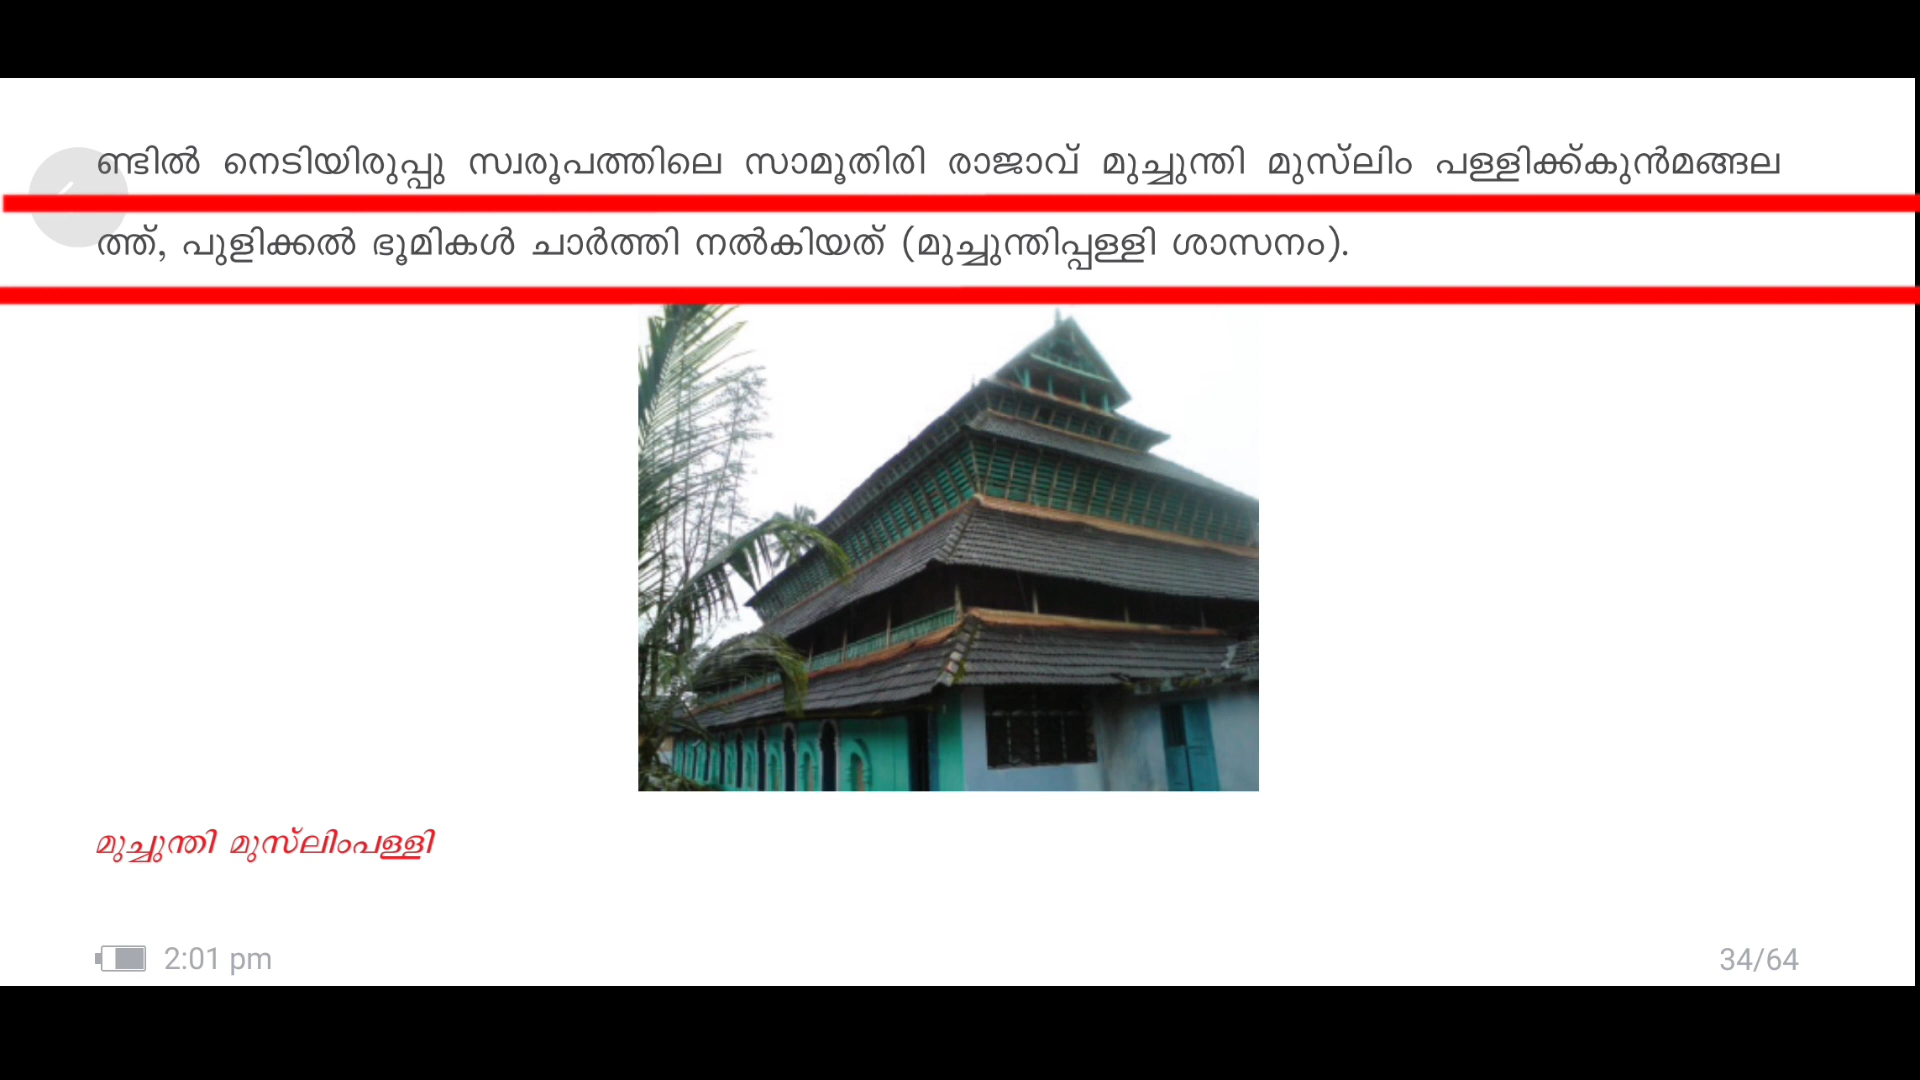 ണ്ടിൽ നെടിയിരുപ്പു സ്വരൂപത്തിലെ സാമൂതിരി രാജാവ് മുച്ചുന്തി മുസ്‌ലിം പള്ളിക്ക്കുൻമങ്ങല
ത്ത്, പുളിക്കൽ ഭൂമികൾ ചാർത്തി നൽകിയത് (മുച്ചുന്തിപ്പള്ളി ശാസനം).
മുച്ചുന്തി മുസ്‌ലിംപള്ളി
2:01 pm
34/64